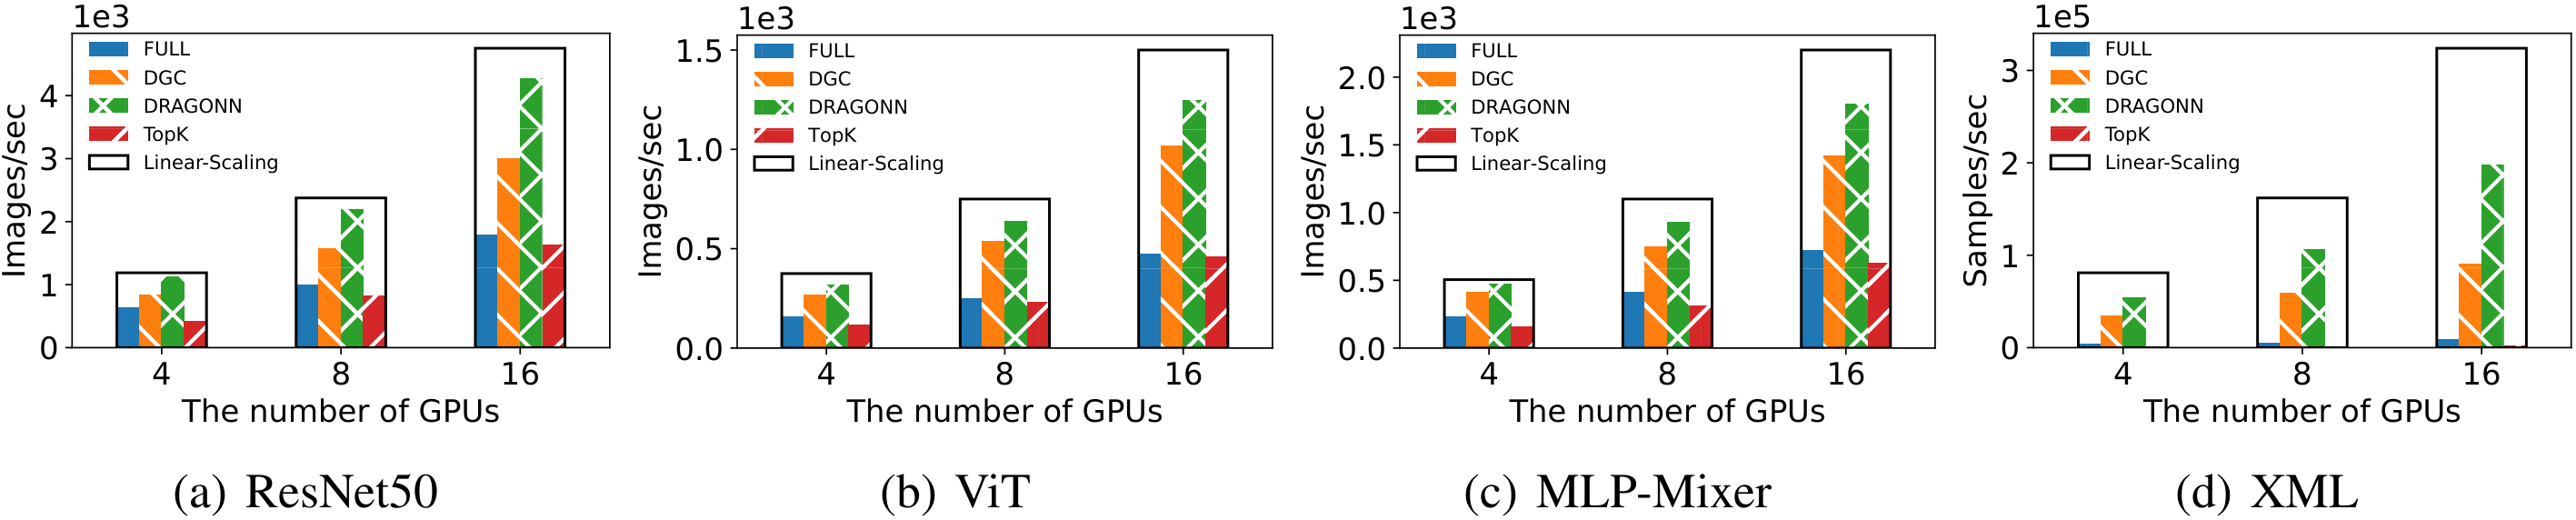 1e3
Images/sec
4
3
2
1
0
FULL
DGC
DRAGONN
TopK
Linear-Scaling
4 8 16
The number of GPUs
(a) ResNet50
1e3
Images/sec
1.5
1.0
0.5
0.0
FULL
DGC
DRAGONN
TopK
Linear-Scaling
4 8 16
The number of GPUs
(b) ViT
1e3
Images/sec
2.0
1.5
1.0
0.5
0.0
FULL
DGC
DRAGONN
TopK
Linear-Scaling
4 8 16
The number of GPUs
(c) MLP-Mixer
1e5
Samples/sec
3
2
1
0
FULL
DGC
DRAGONN
TopK
Linear-Scaling
4 8 16
The number of GPUs
(d) XML